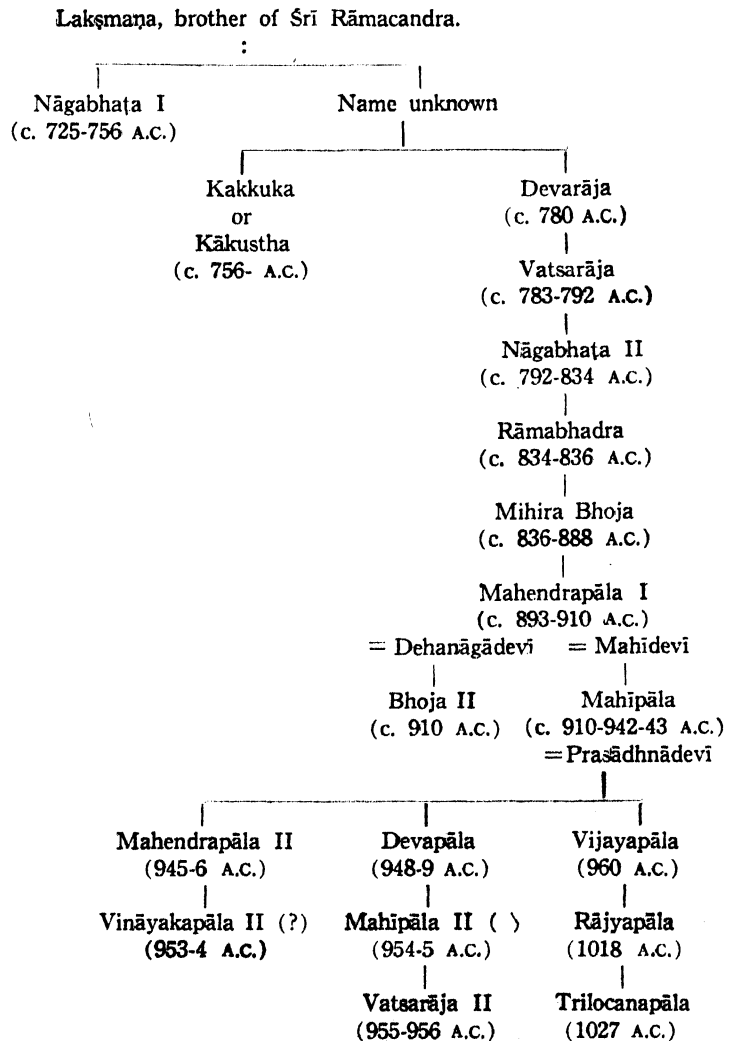 Lakṣmaṇa, brother of Śrī Rāmacandra.
:
Nāgabhaṭa I
(c. 725-756 A.C.)
Name unknown
Kakkuka
or
Kākustha
(c. 756- A.C.)
Devarāja
(c. 780 A.C.)
Vatsarāja
(c. 783-792 A.C.)
Nāgabhaṭa II
(c. 792-834 A.C.)
Rāmabhadra
(c. 834-836 A.C.)
Mihira Bhoja
(c. 836-888 A.C.)
Mahendrapāla I
(c. 893-910 A.C.)
= Dehanāgādevī = Mahīdevī
Bhoja II Mahīpāla
(c. 910 A.C.) (c. 910-942-43 A.C.)
=Prasādhnādevī
Mahendrapāla II Devapāla Vijayapāla
(945-6 A.C.) (948-9 A.C.) (960 A.C.)
Vināyakapāla II (?) Mahīpāla II ( ) Rājyapāla
(953-4 A.C.) (954-5 A.C.) (1018 A.C.)
Vatsarāja II Trilocanapāla
(955-956 A.C.) (1027 A.C.)